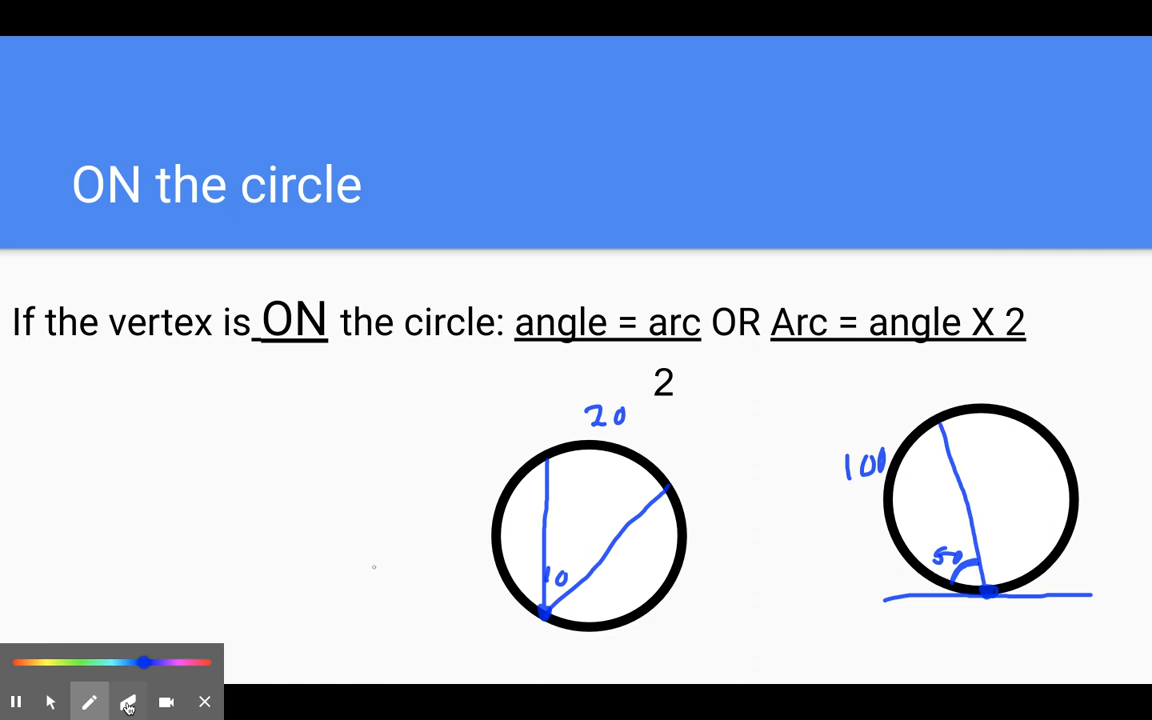 ON the circle
If the vertex is ON the circle: angle = arc OR Arc = angle X 2
2
20
10
100
50